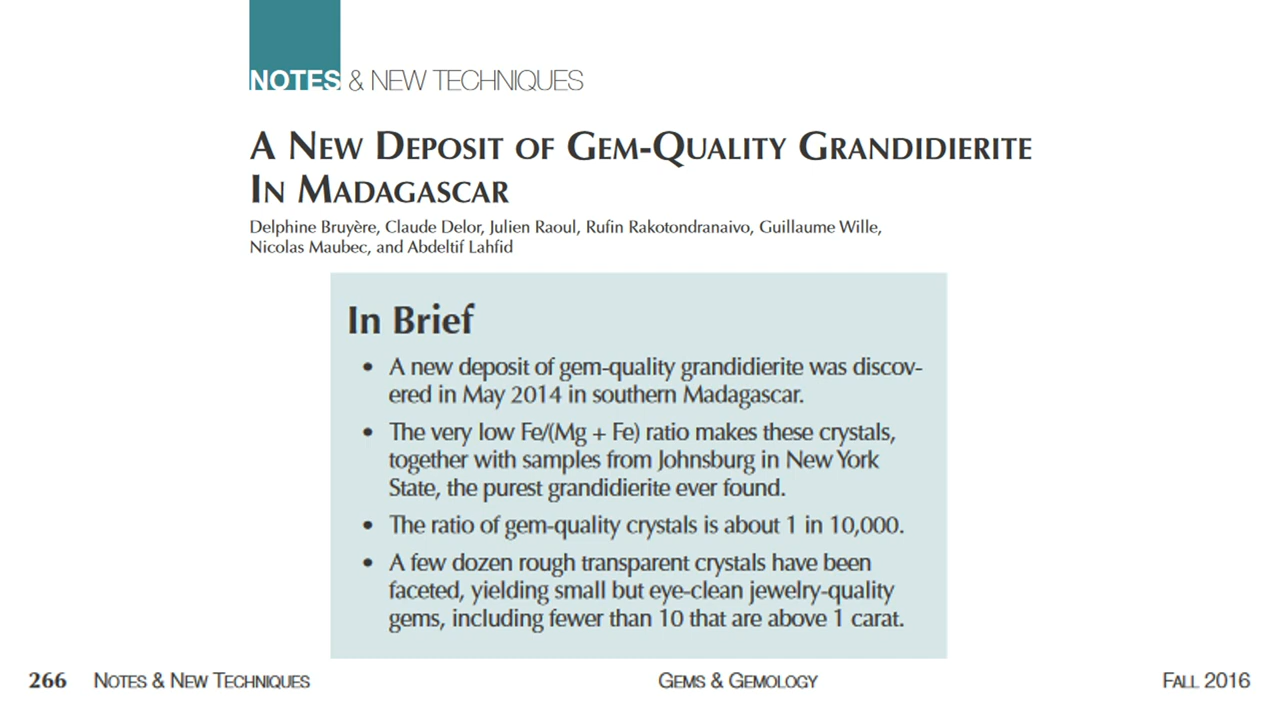 NOTES & NEW TECHNIQUES
A NEW DEPOSIT OF GEM-QUALITY GRANDIDIERITE
IN MADAGASCAR
Delphine Bruyère, Claude Delor, Julien Raoul, Rufin Rakotondranaivo, Guillaume Wille,
Nicolas Maubec, and Abdeltif Lahfid
In Brief
• A new deposit of gem-quality grandidierite was discov-
ered in May 2014 in southern Madagascar.
• The very low Fe/(Mg + Fe) ratio makes these crystals,
together with samples from Johnsburg in New York
State, the purest grandidierite ever found.
• The ratio of gem-quality crystals is about 1 in 10,000.
• A few dozen rough transparent crystals have been
faceted, yielding small but eye-clean jewelry-quality
gems, including fewer than 10 that are above 1 carat.
266 NOTES & NEW TECHNIQUES GEMS & GEMOLOGY FALL 2016